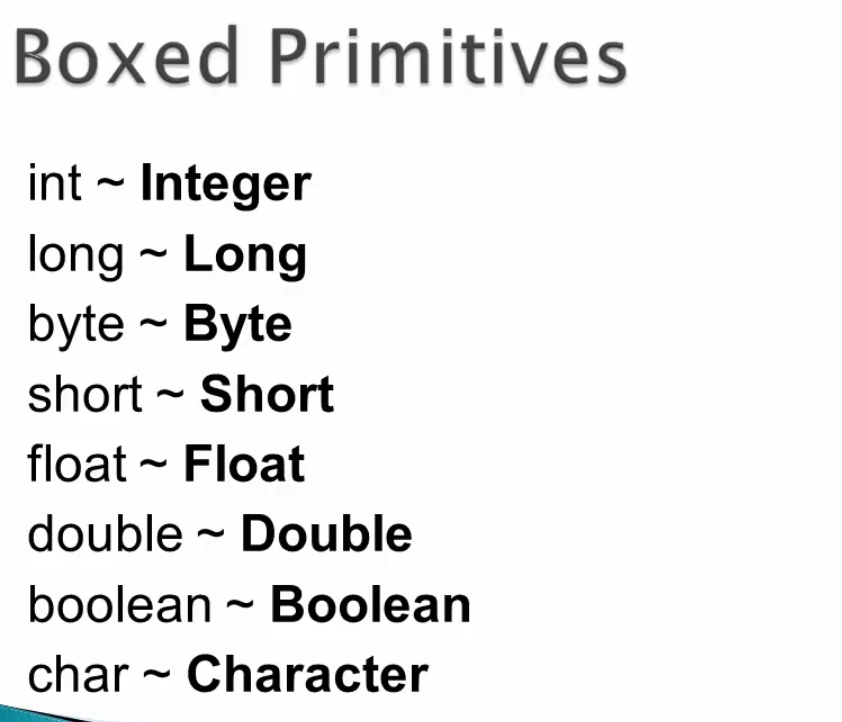 Boxed Primitives
int ~ Integer
long ~ Long
byte ~ Byte
short ~ Short
float ~ Float
double ~ Double
boolean ~ Boolean
char ~ Character